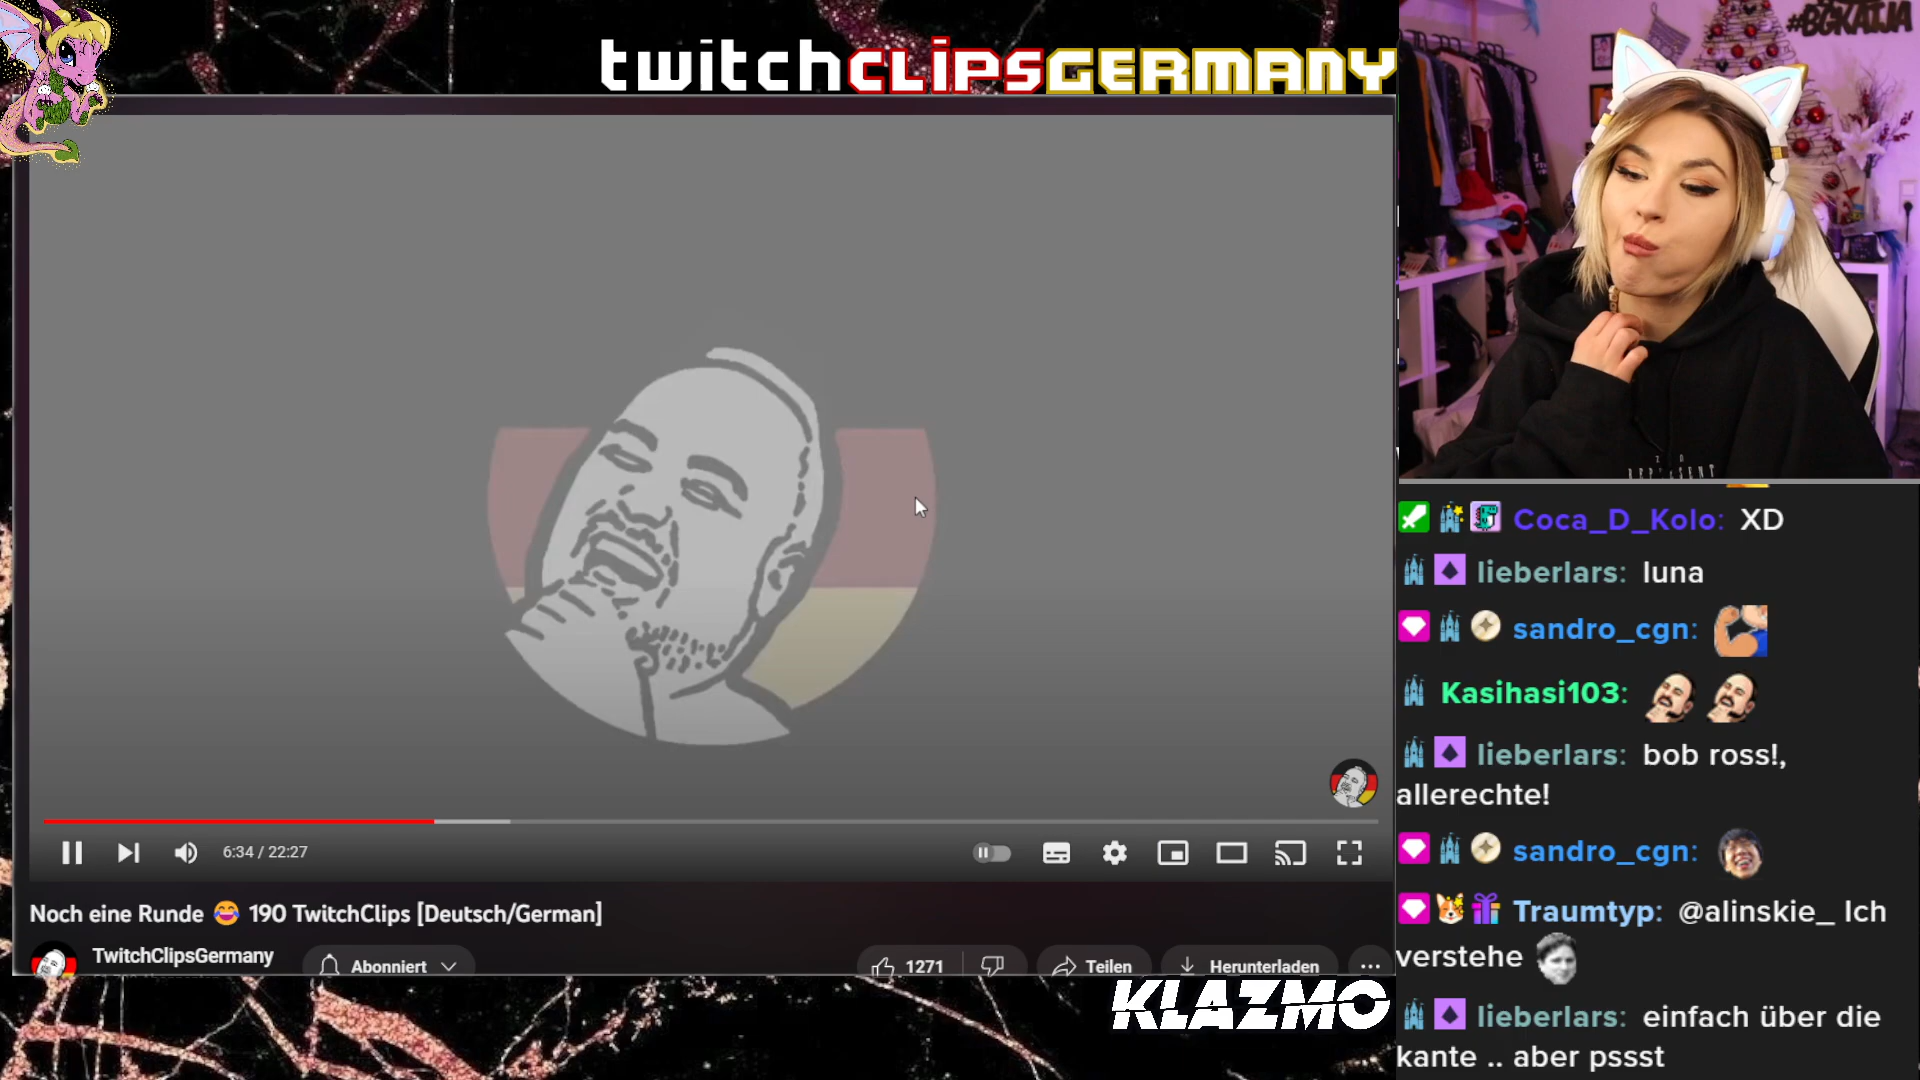 twitchCLIPSGERMANY
#BGKAIJA
Coca_D_Kolo: XD
lieberlars: luna
sandro_cgn:
Kasihasi103:
lieberlars: bob ross!,
allerechte!
sandro_cgn:
Traumtyp: @alinskie_ Ich
verstehe
lieberlars: einfach über die
kante .. aber pssst
6:34 / 22:27
Noch eine Runde 😂 190 TwitchClips [Deutsch/German]
TwitchClipsGermany
Abonniert
1271
Teilen
Herunterladen
KLAZMO